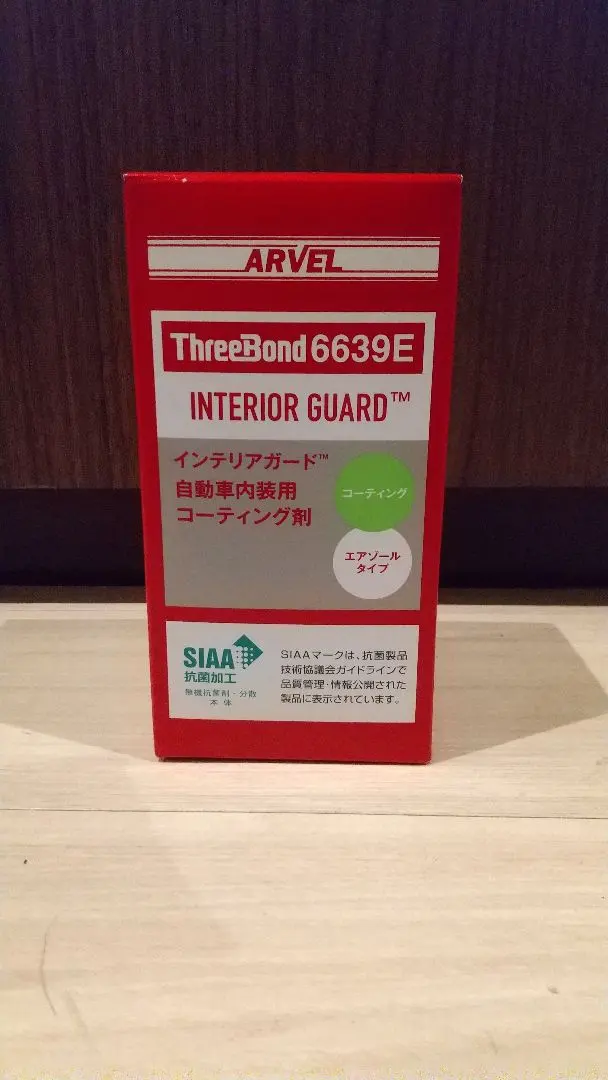 ARVEL
ThreeBond 6639E
INTERIOR GUARD™
インテリアガード™
自動車内装用
コーティング剤
コーティング
エアゾール
タイプ
SIAA
抗菌加工
無機抗菌剤・分散
本体
SIAAマークは、抗菌製品
技術協議会ガイドラインで
品質管理・情報公開された
製品に表示されています。